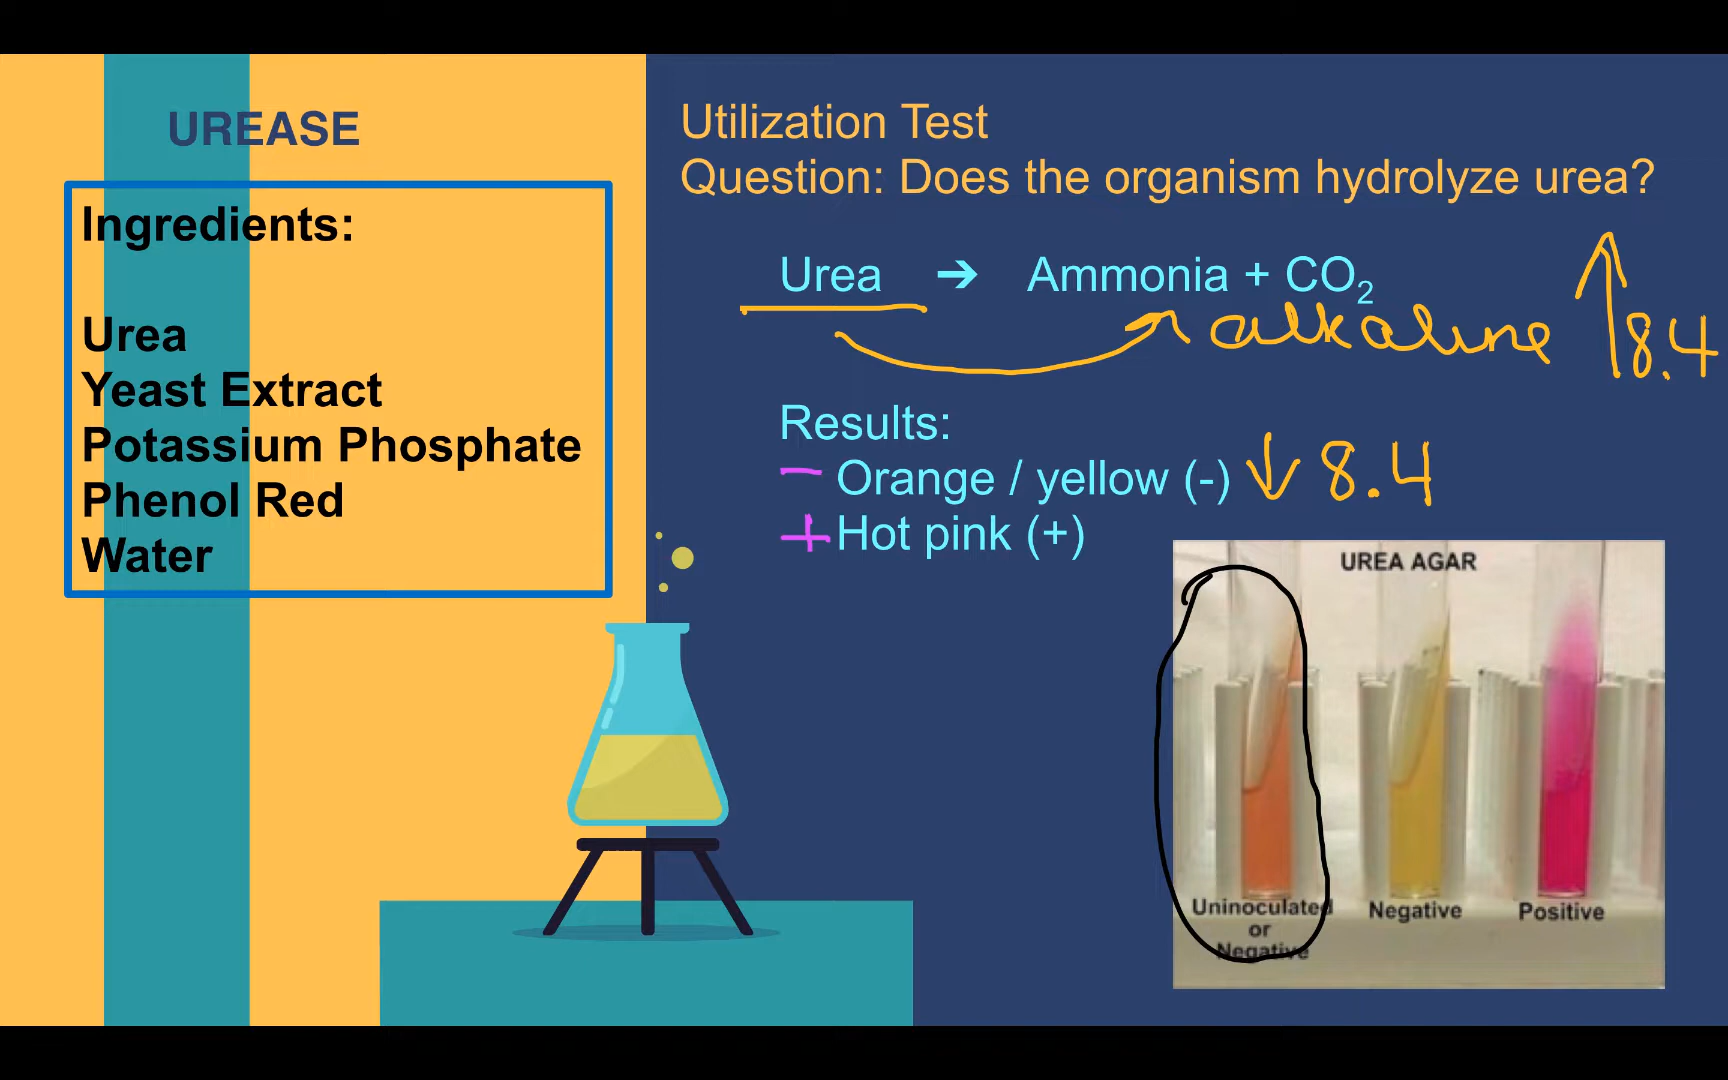 UREASE
Ingredients:
Urea
Yeast Extract
Potassium Phosphate
Phenol Red
Water
Utilization Test
Question: Does the organism hydrolyze urea?
Urea ➔ Ammonia + CO₂
alkaline ↑ 8.4
Results:
− Orange / yellow (-) ↓ 8.4
+ Hot pink (+)
UREA AGAR
Uninoculated
or
Negative
Negative
Positive